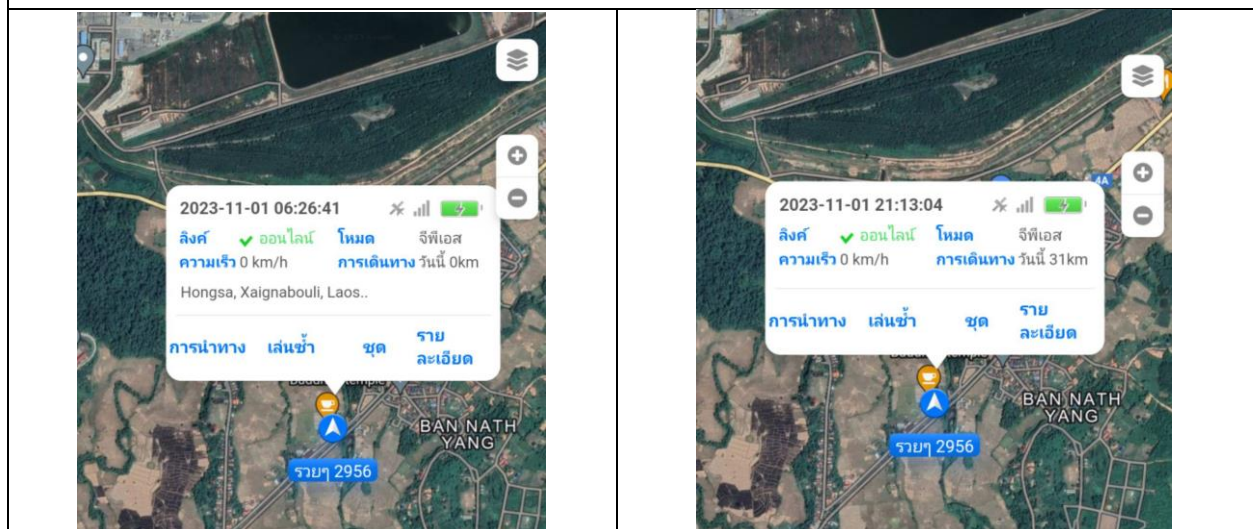 2023-11-01 06:26:41
ลิงค์ ออนไลน์ โหมด จีพีเอส
ความเร็ว 0 km/h การเดินทาง วันนี้ 0km
Hongsa, Xaignabouli, Laos..
การนำทาง เล่นซ้ำ ชุด ราย
ละเอียด
BAN NATH
YANG
รวยๆ 2956
4A
2023-11-01 21:13:04
ลิงค์ ออนไลน์ โหมด จีพีเอส
ความเร็ว 0 km/h การเดินทาง วันนี้ 31km
การนำทาง เล่นซ้ำ ชุด ราย
ละเอียด
BAN NATH
YANG
รวยๆ 2956